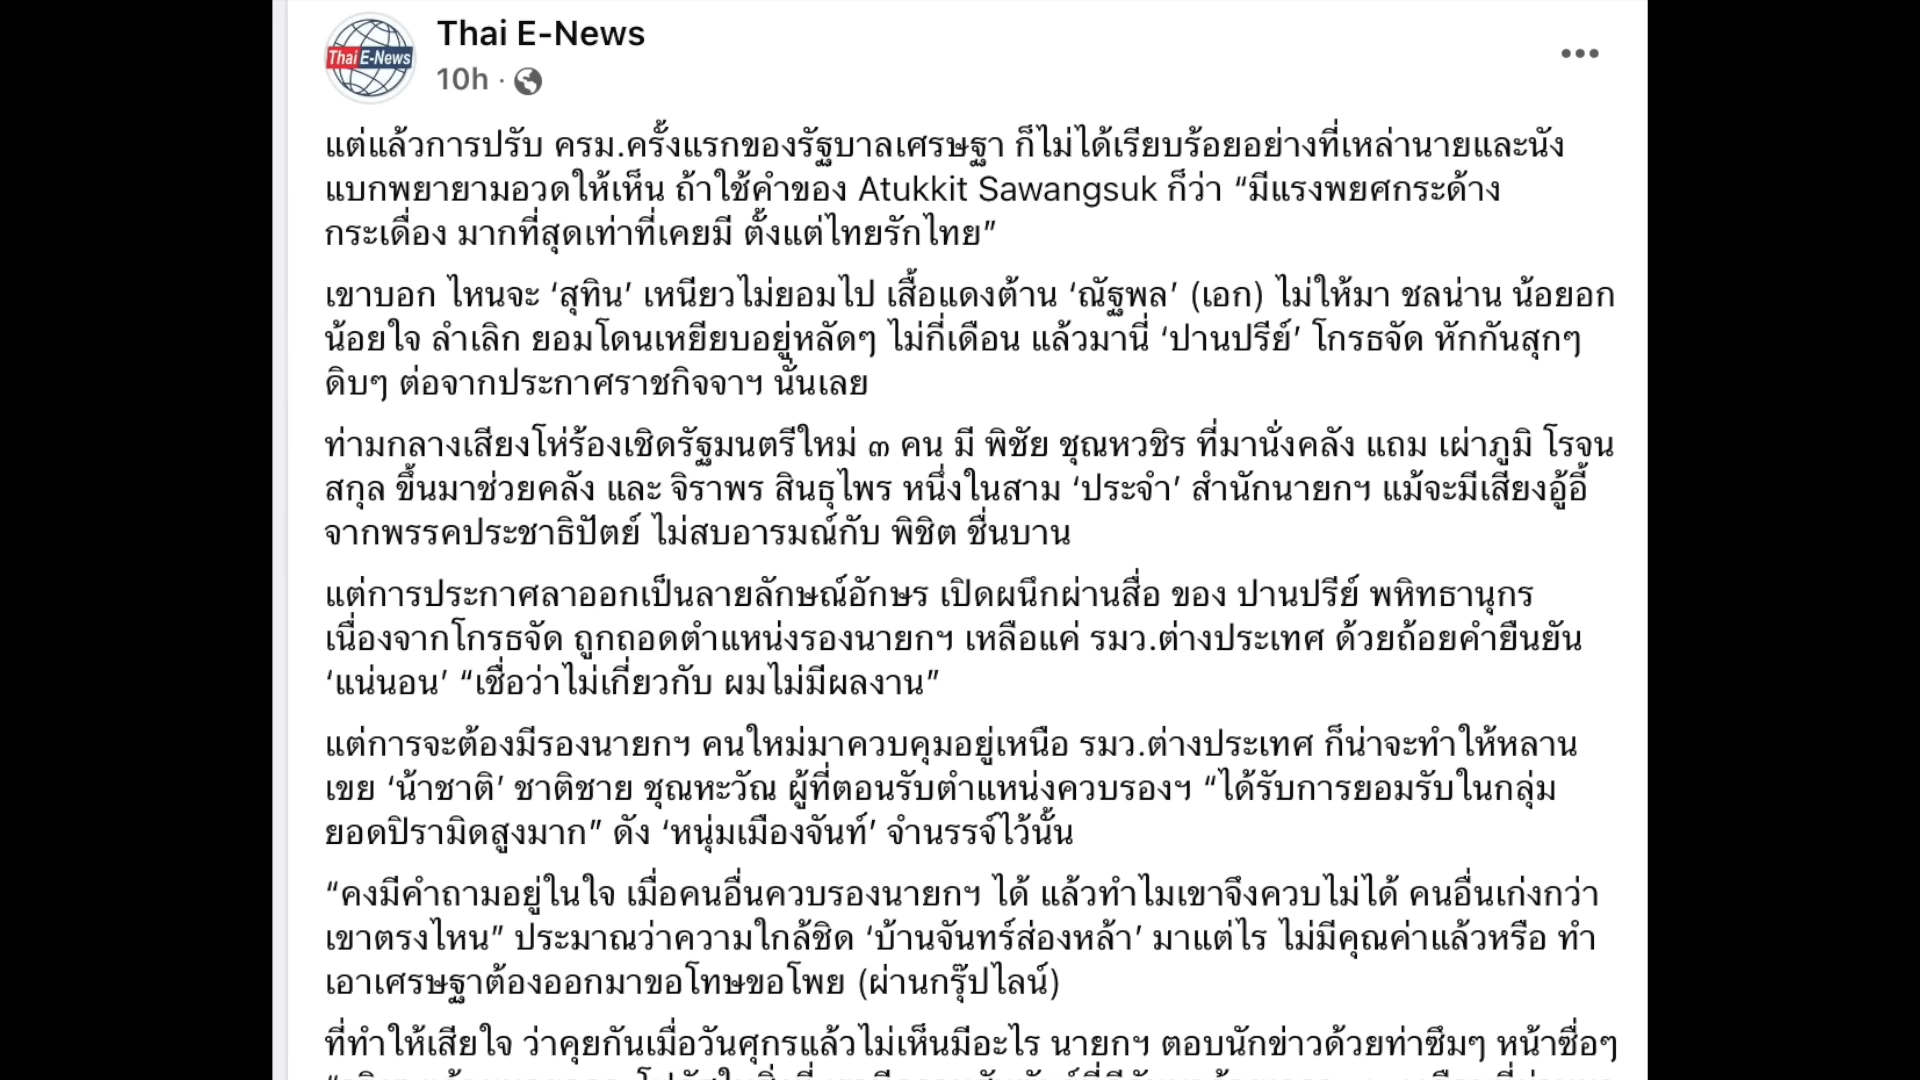 Thai E-News
Thai E-News
10h
แต่แล้วการปรับ ครม.ครั้งแรกของรัฐบาลเศรษฐา ก็ไม่ได้เรียบร้อยอย่างที่เหล่านายและนัง
แบกพยายามอวดให้เห็น ถ้าใช้คำของ Atukkit Sawangsuk ก็ว่า “มีแรงพยศกระด้าง
กระเดื่อง มากที่สุดเท่าที่เคยมี ตั้งแต่ไทยรักไทย”
เขาบอก ไหนจะ ‘สุทิน’ เหนียวไม่ยอมไป เสื้อแดงต้าน ‘ณัฐพล’ (เอก) ไม่ให้มา ชลน่าน น้อยอก
น้อยใจ ลำเลิก ยอมโดนเหยียบอยู่หลัดๆ ไม่กี่เดือน แล้วมานี่ ‘ปานปรีย์’ โกรธจัด หักกันสุกๆ
ดิบๆ ต่อจากประกาศราชกิจจาฯ นั่นเลย
ท่ามกลางเสียงโห่ร้องเชิดรัฐมนตรีใหม่ ๓ คน มี พิชัย ชุณหวชิร ที่มานั่งคลัง แถม เผ่าภูมิ โรจน
สกุล ขึ้นมาช่วยคลัง และ จิราพร สินธุไพร หนึ่งในสาม ‘ประจำ’ สำนักนายกฯ แม้จะมีเสียงอู้อี้
จากพรรคประชาธิปัตย์ ไม่สบอารมณ์กับ พิชิต ชื่นบาน
แต่การประกาศลาออกเป็นลายลักษณ์อักษร เปิดผนึกผ่านสื่อ ของ ปานปรีย์ พหิทธานุกร
เนื่องจากโกรธจัด ถูกถอดตำแหน่งรองนายกฯ เหลือแค่ รมว.ต่างประเทศ ด้วยถ้อยคำยืนยัน
‘แน่นอน’ “เชื่อว่าไม่เกี่ยวกับ ผมไม่มีผลงาน”
แต่การจะต้องมีรองนายกฯ คนใหม่มาควบคุมอยู่เหนือ รมว.ต่างประเทศ ก็น่าจะทำให้หลาน
เขย ‘น้าชาติ’ ชาติชาย ชุณหะวัณ ผู้ที่ตอนรับตำแหน่งควบรองฯ “ได้รับการยอมรับในกลุ่ม
ยอดปิรามิดสูงมาก” ดัง ‘หนุ่มเมืองจันท์’ จำนรรจ์ไว้นั้น
“คงมีคำถามอยู่ในใจ เมื่อคนอื่นควบรองนายกฯ ได้ แล้วทำไมเขาจึงควบไม่ได้ คนอื่นเก่งกว่า
เขาตรงไหน” ประมาณว่าความใกล้ชิด ‘บ้านจันทร์ส่องหล้า’ มาแต่ไร ไม่มีคุณค่าแล้วหรือ ทำ
เอาเศรษฐาต้องออกมาขอโทษขอโพย (ผ่านกรุ๊ปไลน์)
ที่ทำให้เสียใจ ว่าคุยกันเมื่อวันศุกร์แล้วไม่เห็นมีอะไร นายกฯ ตอบนักข่าวด้วยท่าซึมๆ หน้าซื่อๆ